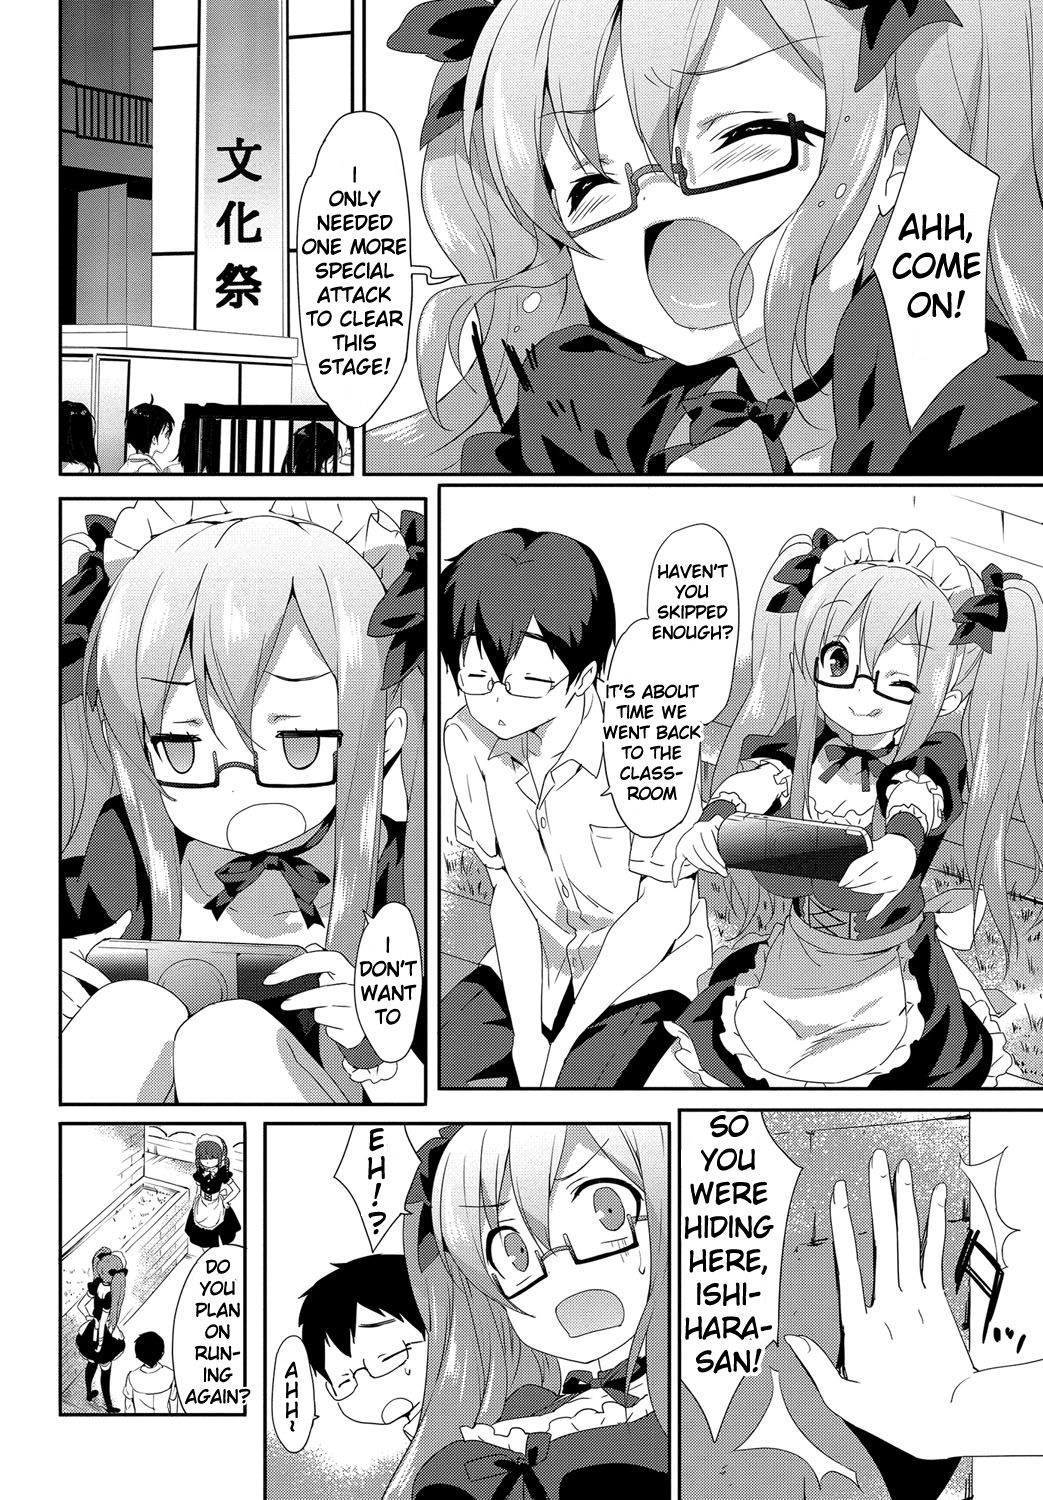 AHH,
COME
ON!
I
ONLY
NEEDED
ONE MORE
SPECIAL
ATTACK
TO CLEAR
THIS
STAGE!
文化祭
HAVEN'T
YOU
SKIPPED
ENOUGH?
IT'S ABOUT
TIME WE
WENT BACK
TO THE
CLASS-
ROOM
I
DON'T
WANT
TO
SO
YOU
WERE
HIDING
HERE,
ISHI-
HARA-
SAN!
EH!?
AHH~
DO
YOU
PLAN
ON
RUN-
ING
AGAIN?